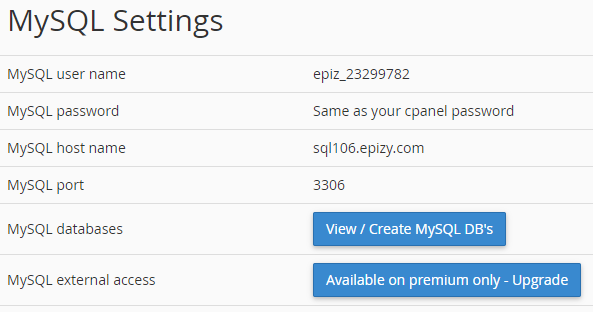 MySQL Settings
MySQL user name epiz_23299782
MySQL password Same as your cpanel password
MySQL host name sql106.epizy.com
MySQL port 3306
MySQL databases View / Create MySQL DB's
MySQL external access Available on premium only - Upgrade